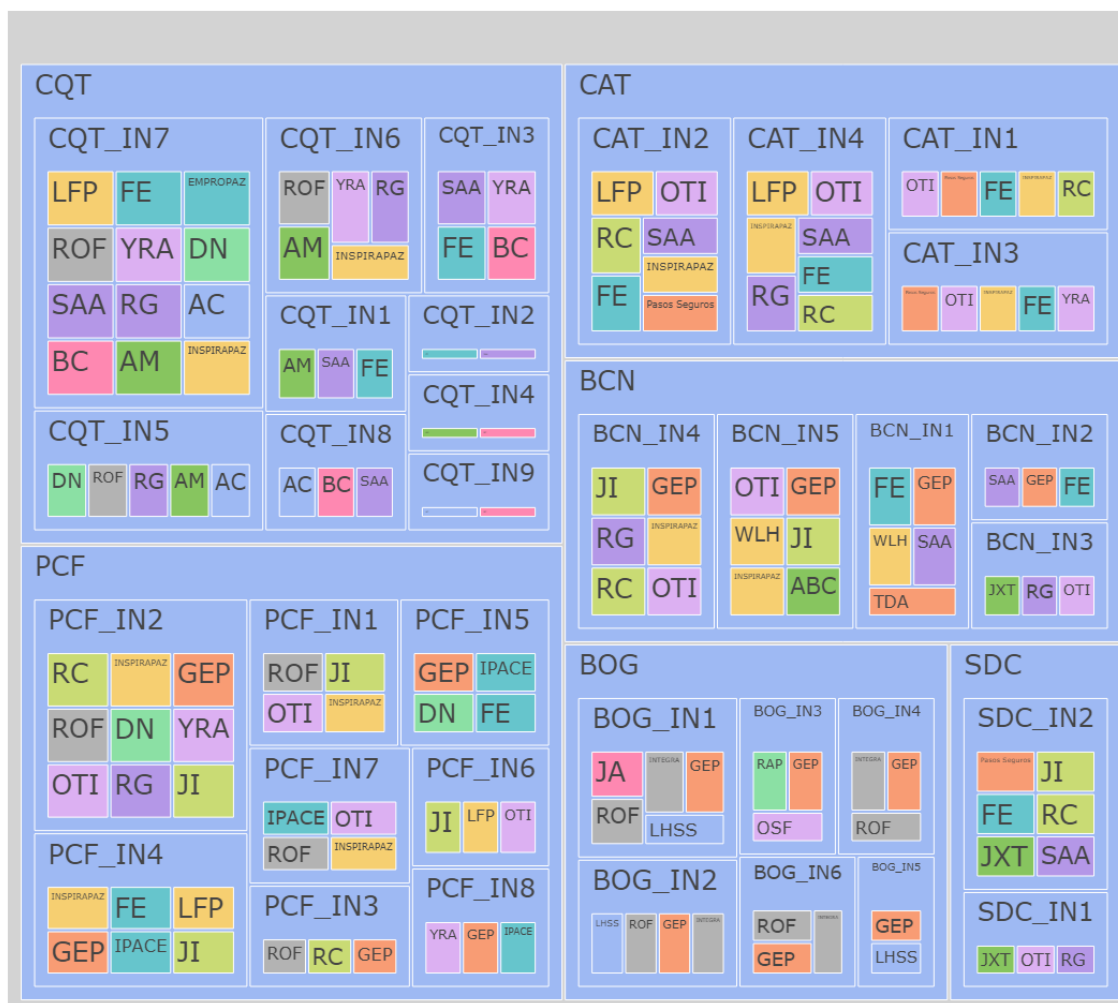 CQT
CQT_IN7
LFP FE EMPROPAZ
ROF YRA DN
SAA RG AC
BC AM INSPIRAPAZ
CQT_IN6
ROF YRA RG
AM INSPIRAPAZ
CQT_IN3
SAA YRA
FE BC
CQT_IN1
AM SAA FE
CQT_IN2
CQT_IN4
CQT_IN5
DN ROF RG AM AC
CQT_IN8
AC BC SAA
CQT_IN9
CAT
CAT_IN2
LFP OTI
RC SAA
INSPIRAPAZ
FE Pasos Seguros
CAT_IN4
LFP OTI
INSPIRAPAZ SAA
FE
RG RC
CAT_IN1
OTI Pasos Seguros FE INSPIRAPAZ RC
CAT_IN3
Pasos Seguros OTI INSPIRAPAZ FE YRA
BCN
BCN_IN4
JI GEP
RG INSPIRAPAZ
RC OTI
BCN_IN5
OTI GEP
WLH JI
INSPIRAPAZ ABC
BCN_IN1
FE GEP
WLH SAA
TDA
BCN_IN2
SAA GEP FE
BCN_IN3
JXT RG OTI
PCF
PCF_IN2
RC INSPIRAPAZ GEP
ROF DN YRA
OTI RG JI
PCF_IN1
ROF JI
OTI INSPIRAPAZ
PCF_IN5
GEP IPACE
DN FE
PCF_IN7
IPACE OTI
ROF INSPIRAPAZ
PCF_IN6
JI LFP OTI
PCF_IN4
INSPIRAPAZ FE LFP
GEP IPACE JI
PCF_IN3
ROF RC GEP
PCF_IN8
YRA GEP IPACE
BOG
BOG_IN1
JA INTEGRA GEP
ROF LHSS
BOG_IN3
RAP GEP
OSF
BOG_IN4
INTEGRA GEP
ROF
BOG_IN2
LHSS ROF GEP INTEGRA
BOG_IN6
ROF INTEGRA
GEP
BOG_IN5
GEP
LHSS
SDC
SDC_IN2
Pasos Seguros JI
FE RC
JXT SAA
SDC_IN1
JXT OTI RG